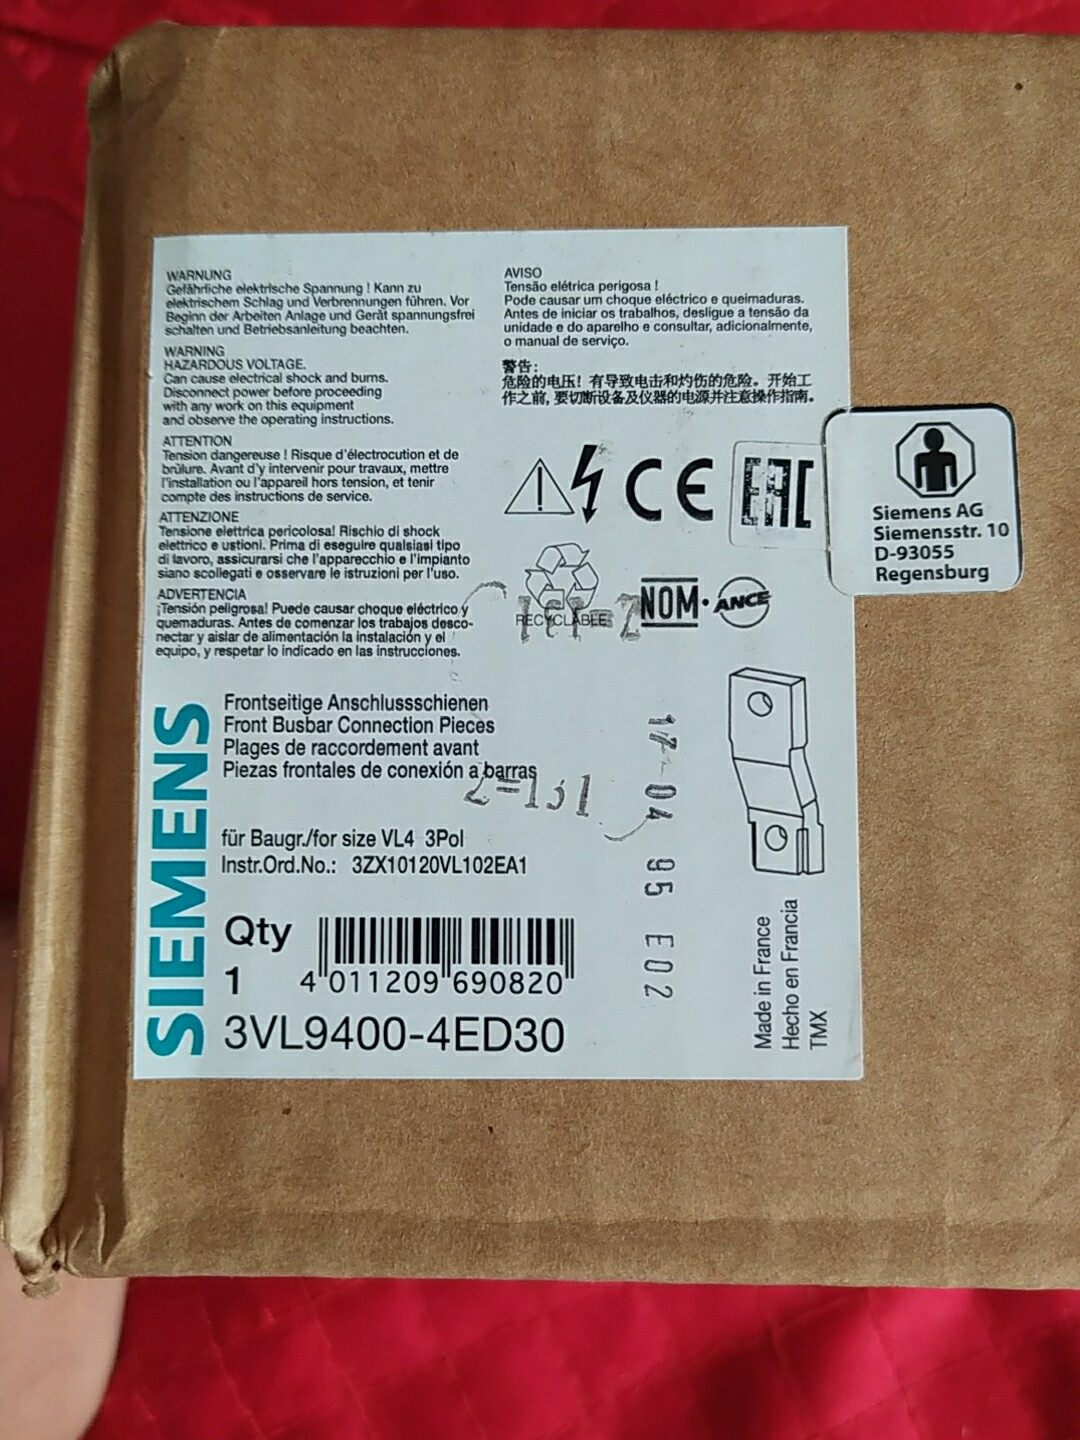 WARNUNG
Gefährliche elektrische Spannung ! Kann zu
elektrischem Schlag und Verbrennungen führen. Vor
Beginn der Arbeiten Anlage und Gerät spannungsfrei
schalten und Betriebsanleitung beachten.
WARNING
HAZARDOUS VOLTAGE.
Can cause electrical shock and burns.
Disconnect power before proceeding
with any work on this equipment
and observe the operating instructions.
ATTENTION
Tension dangereuse ! Risque d'électrocution et de
brûlure. Avant d'y intervenir pour travaux, mettre
l'installation ou l'appareil hors tension, et tenir
compte des instructions de service.
ATTENZIONE
Tensione elettrica pericolosa! Rischio di shock
elettrico e ustioni. Prima di eseguire qualsiasi tipo
di lavoro, assicurarsi che l'apparecchio e l'impianto
siano scollegati e osservare le istruzioni per l'uso.
ADVERTENCIA
¡Tensión peligrosa! Puede causar choque eléctrico y
quemaduras. Antes de comenzar los trabajos desco-
nectar y aislar de alimentación la instalación y el
equipo, y respetar lo indicado en las instrucciones.
AVISO
Tensão elétrica perigosa !
Pode causar um choque eléctrico e queimaduras.
Antes de iniciar os trabalhos, desligue a tensão da
unidade e do aparelho e consultar, adicionalmente,
o manual de serviço.
警告:
危险的电压！有导致电击和灼伤的危险。开始工
作之前,要切断设备及仪器的电源并注意操作指南。
CE EAC
RECYCLABLE
NOM · ANCE
Siemens AG
Siemensstr. 10
D-93055
Regensburg
SIEMENS
Frontseitige Anschlussschienen
Front Busbar Connection Pieces
Plages de raccordement avant
Piezas frontales de conexión a barras
für Baugr./for size VL4 3Pol
Instr.Ord.No.: 3ZX10120VL102EA1
Qty
1
4 011209 690820
3VL9400-4ED30
95 E02
Made in France
Hecho en Francia
TMX